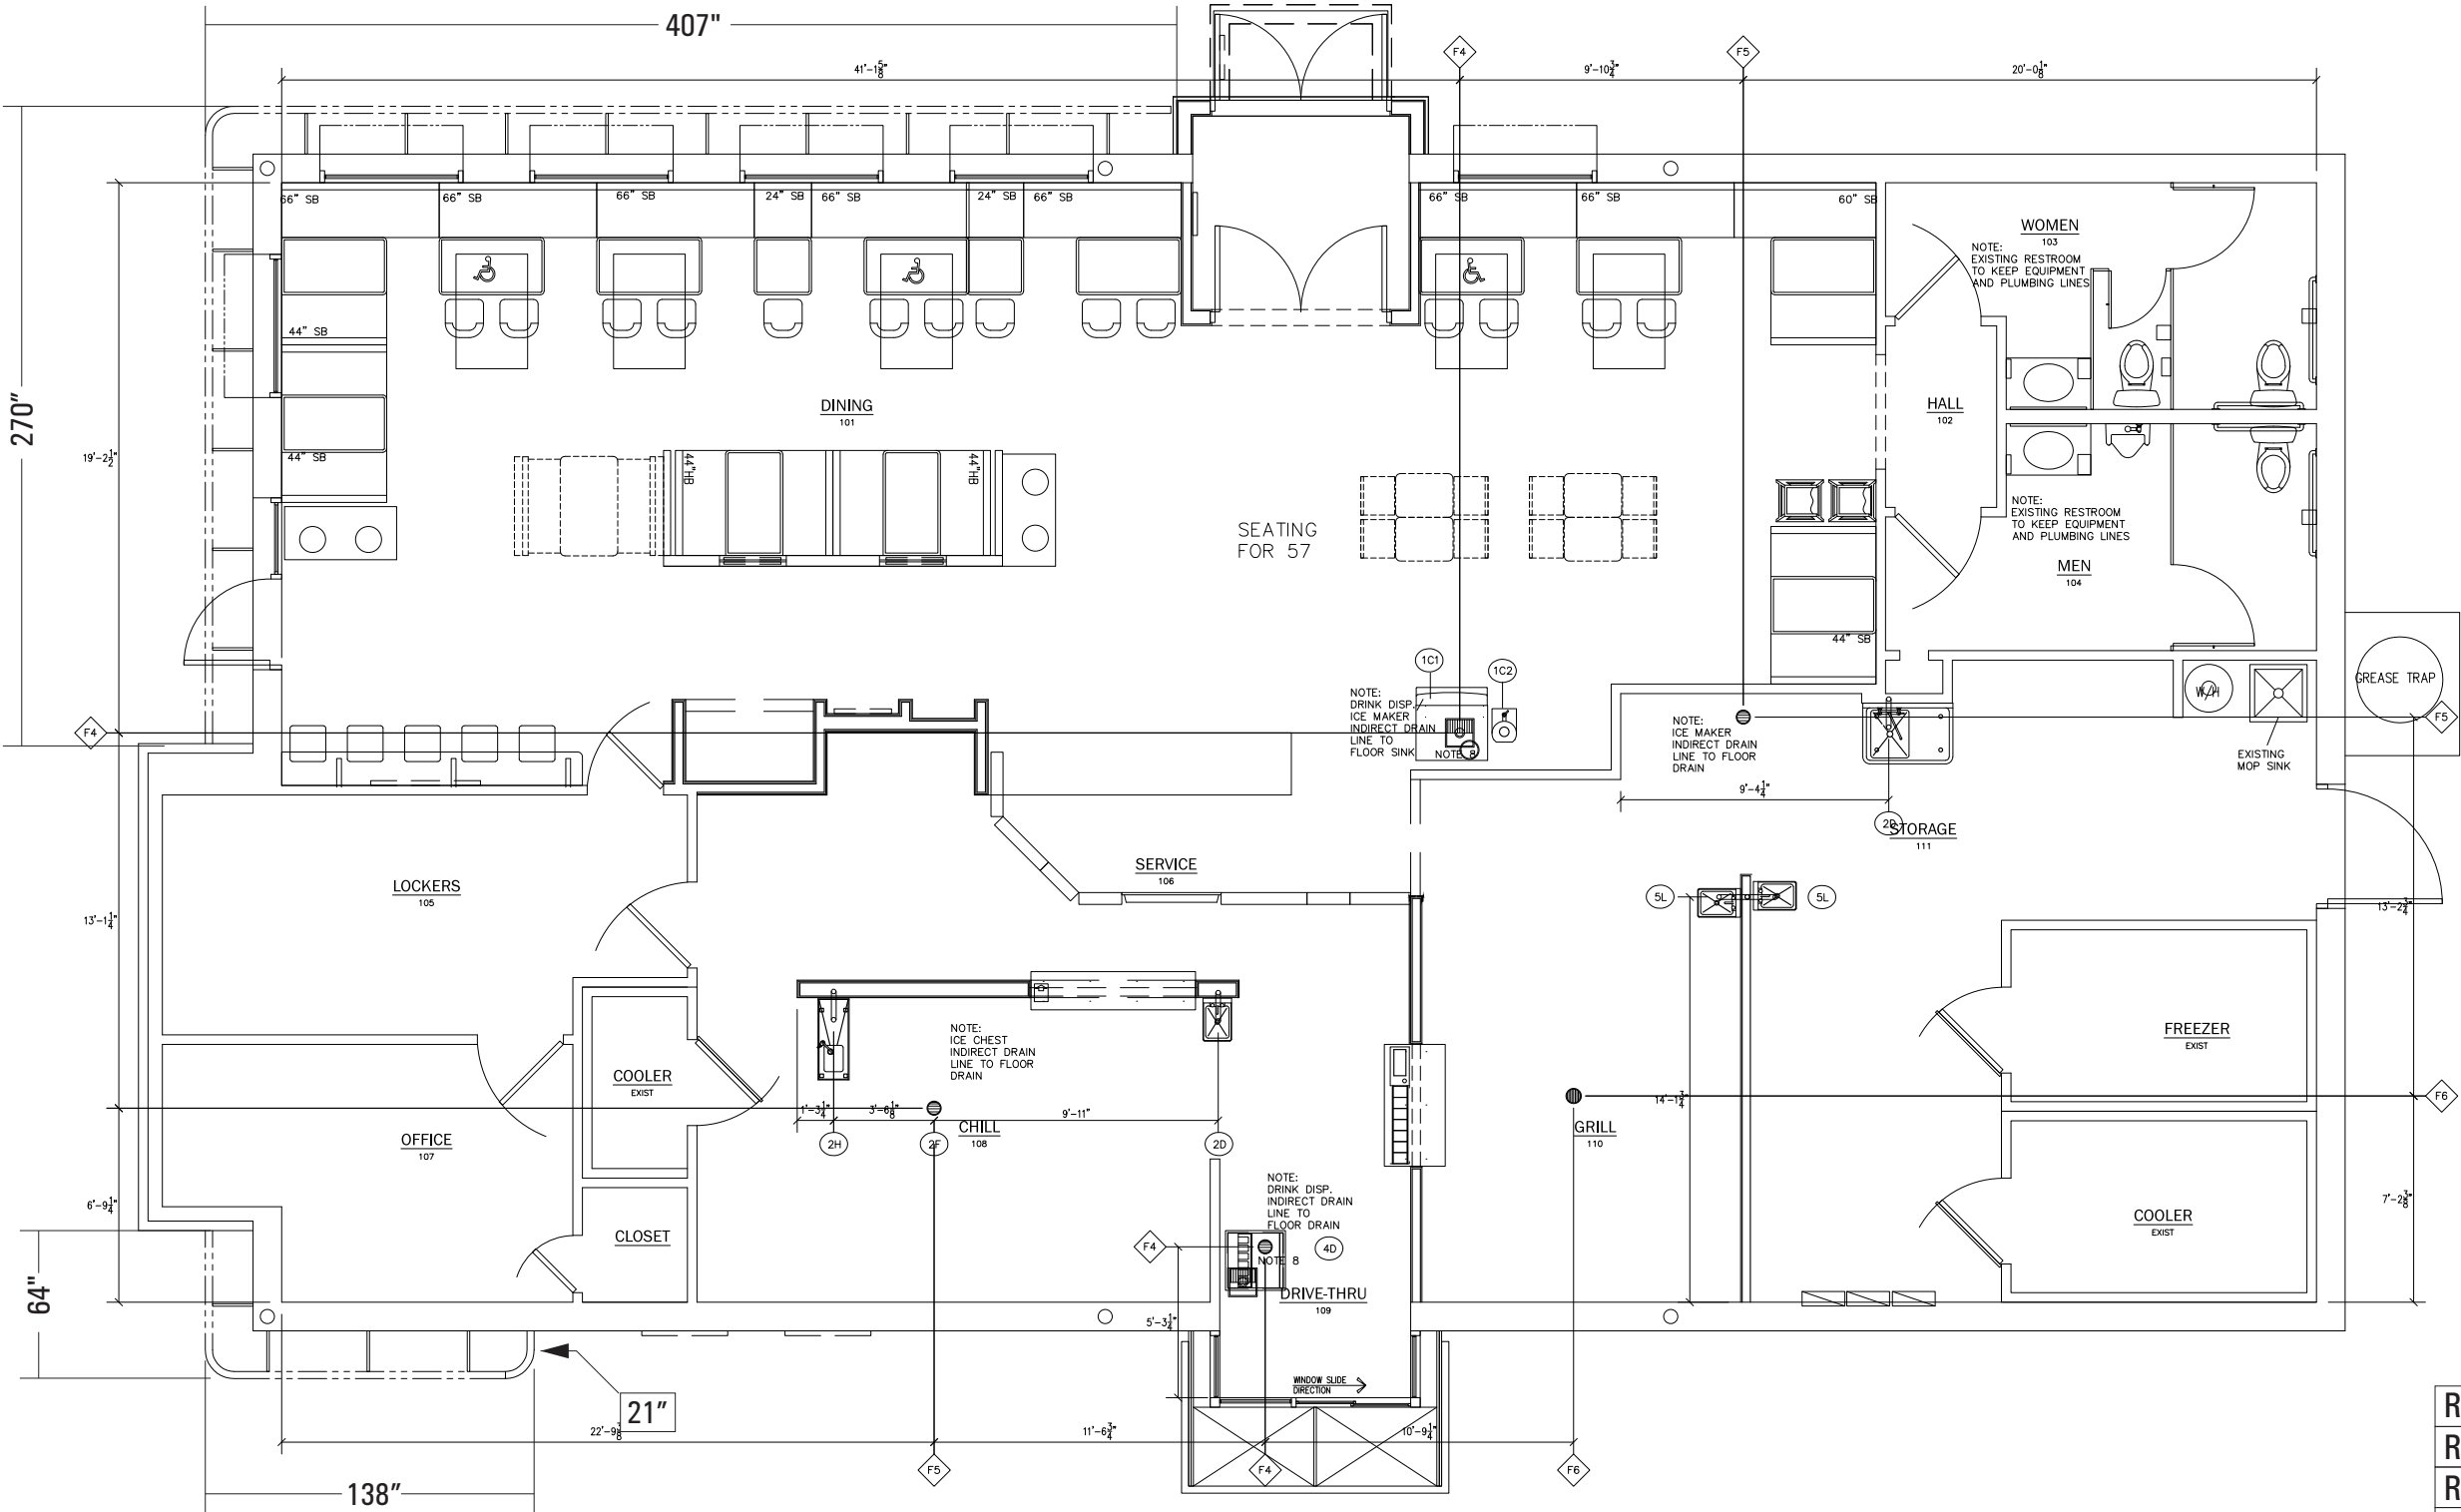 407"
F4
F5
41'-1 5/8"
9'-10 3/4"
20'-0 1/8"
66" SB
66" SB
66" SB
24" SB
66" SB
24" SB
66" SB
66" SB
66" SB
60" SB
WOMEN
103
NOTE:
EXISTING RESTROOM
TO KEEP EQUIPMENT
AND PLUMBING LINES
44" SB
270"
DINING
101
HALL
102
19'-2 1/2"
44" SB
44"HB
44"HB
SEATING
FOR 57
NOTE:
EXISTING RESTROOM
TO KEEP EQUIPMENT
AND PLUMBING LINES
MEN
104
44" SB
1C1
1C2
NOTE:
DRINK DISP.
ICE MAKER
INDIRECT DRAIN
LINE TO
FLOOR SINK
NOTE 8
NOTE:
ICE MAKER
INDIRECT DRAIN
LINE TO FLOOR
DRAIN
W/H
GREASE TRAP
F4
F5
EXISTING
MOP SINK
9'-4 1/4"
2D
STORAGE
111
SERVICE
106
LOCKERS
105
5L
5L
13'-1 1/4"
13'-2 3/4"
NOTE:
ICE CHEST
INDIRECT DRAIN
LINE TO FLOOR
DRAIN
FREEZER
EXIST
COOLER
EXIST
1'-3 1/4"
3'-6 1/8"
9'-11"
14'-1 3/4"
F6
2H
2F
CHILL
108
2D
GRILL
110
OFFICE
107
6'-9 1/4"
NOTE:
DRINK DISP.
INDIRECT DRAIN
LINE TO
FLOOR DRAIN
7'-2 3/8"
COOLER
EXIST
CLOSET
F4
4D
NOTE 8
64"
DRIVE-THRU
109
5'-3 1/4"
WINDOW SLIDE
DIRECTION
21"
22'-9 3/8"
11'-6 3/4"
10'-9 1/4"
F5
F4
F6
138"
R
R
R